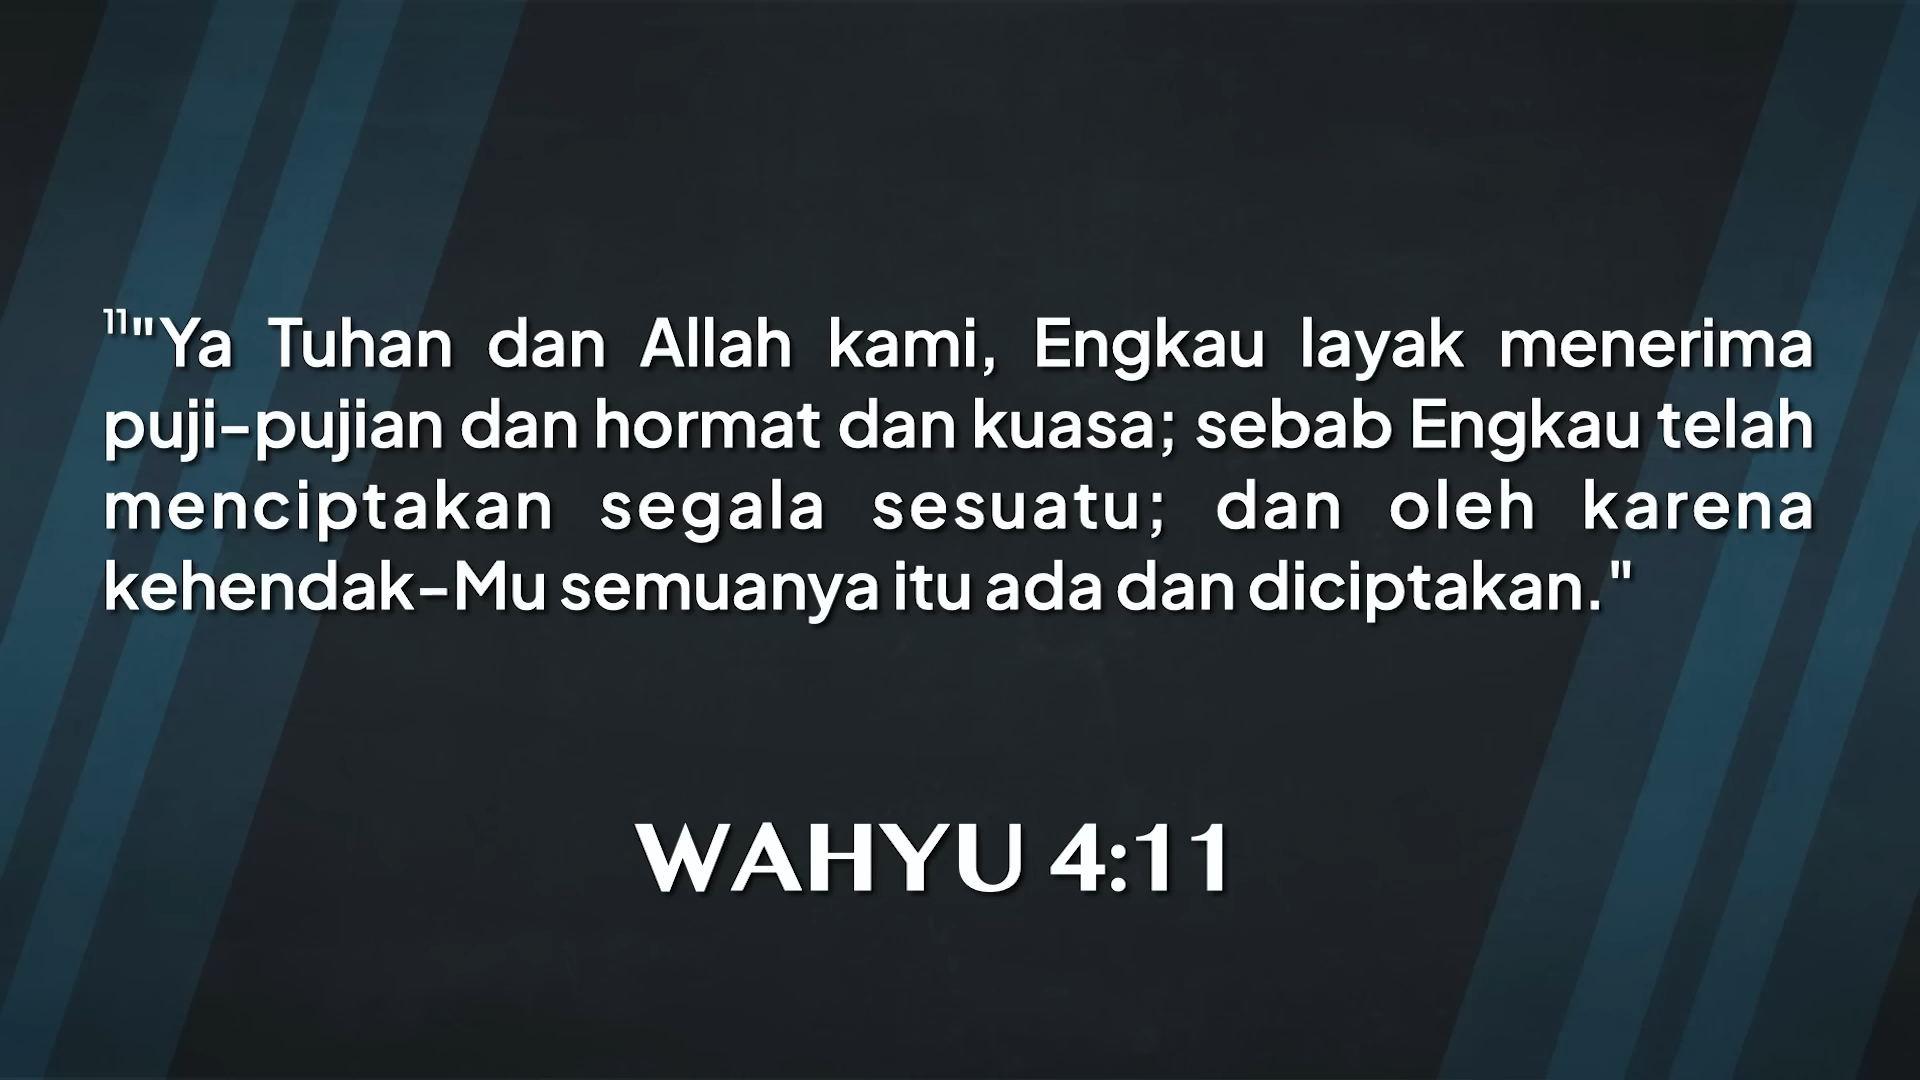 11"Ya Tuhan dan Allah kami, Engkau layak menerima
puji-pujian dan hormat dan kuasa; sebab Engkau telah
menciptakan segala sesuatu; dan oleh karena
kehendak-Mu semuanya itu ada dan diciptakan."
WAHYU 4:11